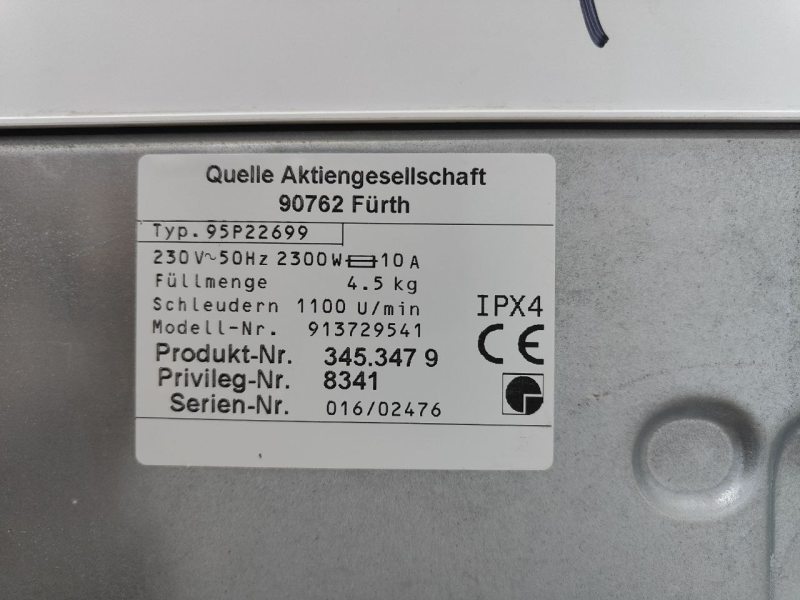 Quelle Aktiengesellschaft
90762 Fürth
Typ. 95P22699
230 V~50Hz 2300W 10 A
Füllmenge 4.5 kg
Schleudern 1100 U/min
Modell-Nr. 913729541
IPX4
CE
Produkt-Nr. 345.347 9
Privileg-Nr. 8341
Serien-Nr. 016/02476